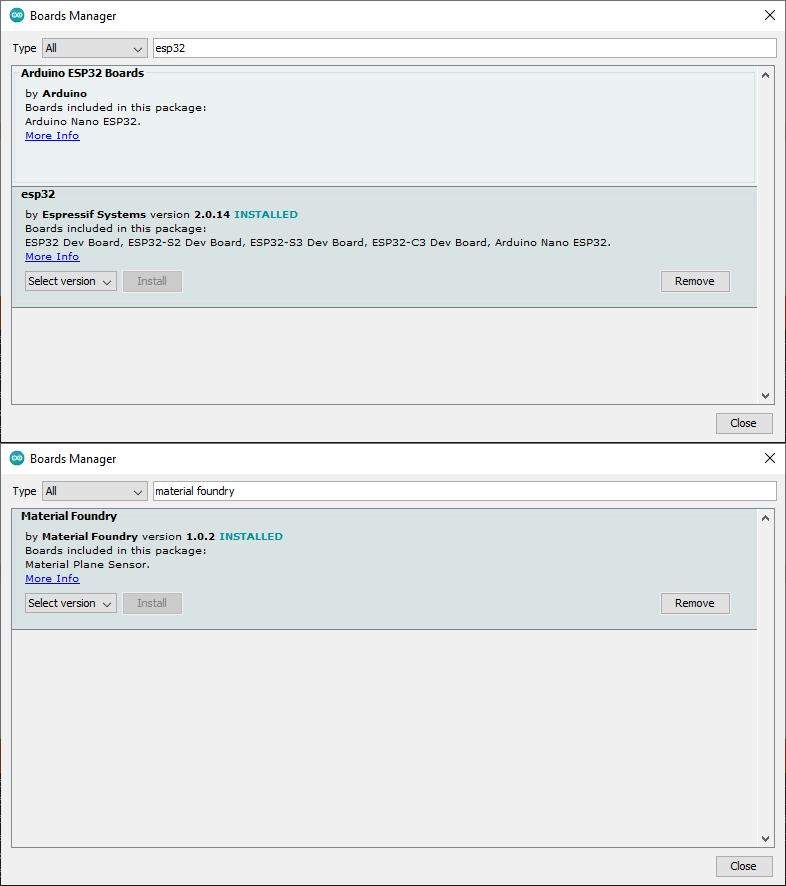 Boards Manager
Type All esp32
Arduino ESP32 Boards
by Arduino
Boards included in this package:
Arduino Nano ESP32.
More Info
esp32
by Espressif Systems version 2.0.14 INSTALLED
Boards included in this package:
ESP32 Dev Board, ESP32-S2 Dev Board, ESP32-S3 Dev Board, ESP32-C3 Dev Board, Arduino Nano ESP32.
More Info
Select version Install Remove
Close
Boards Manager
Type All material foundry
Material Foundry
by Material Foundry version 1.0.2 INSTALLED
Boards included in this package:
Material Plane Sensor.
More Info
Select version Install Remove
Close